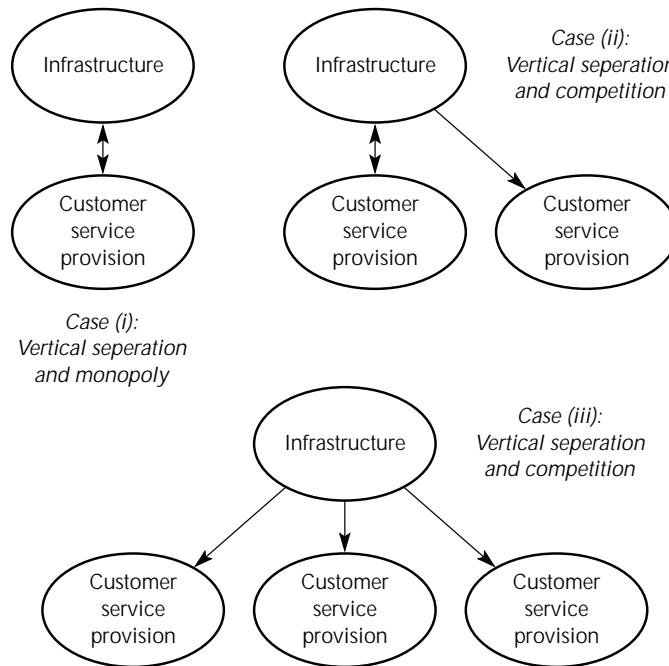 Infrastructure
Customer
service
provision
Case (i):
Vertical seperation
and monopoly
Infrastructure
Case (ii):
Vertical seperation
and competition
Customer
service
provision
Customer
service
provision
Infrastructure
Case (iii):
Vertical seperation
and competition
Customer
service
provision
Customer
service
provision
Customer
service
provision